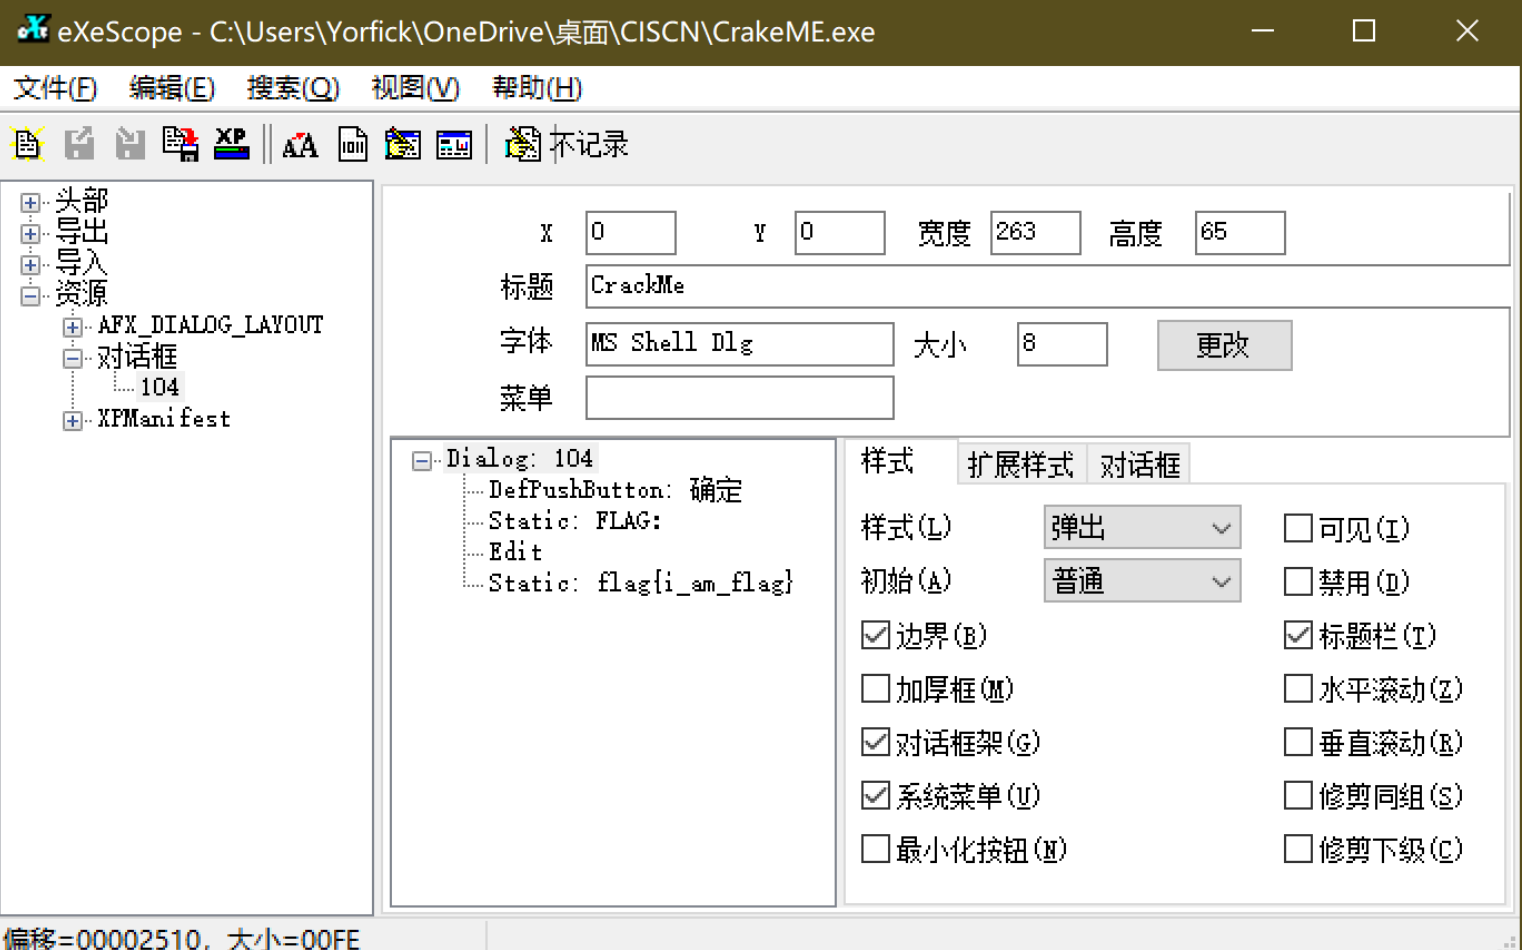 eXeScope - C:\Users\Yorfick\OneDrive\桌面\CISCN\CrakeME.exe
文件(F) 编辑(E) 搜索(Q) 视图(V) 帮助(H)
XP AA 不记录
头部
导出
导入
资源
AFX_DIALOG_LAYOUT
对话框
104
XPManifest
X 0 Y 0 宽度 263 高度 65
标题 CrackMe
字体 MS Shell Dlg 大小 8 更改
菜单
Dialog: 104
DefPushButton: 确定
Static: FLAG:
Edit
Static: flag{i_am_flag}
样式 扩展样式 对话框
样式(L) 弹出 可见(I)
初始(A) 普通 禁用(D)
边界(B) 标题栏(T)
加厚框(M) 水平滚动(Z)
对话框架(G) 垂直滚动(R)
系统菜单(U) 修剪同组(S)
最小化按钮(N) 修剪下级(C)
偏移=00002510, 大小=00FE